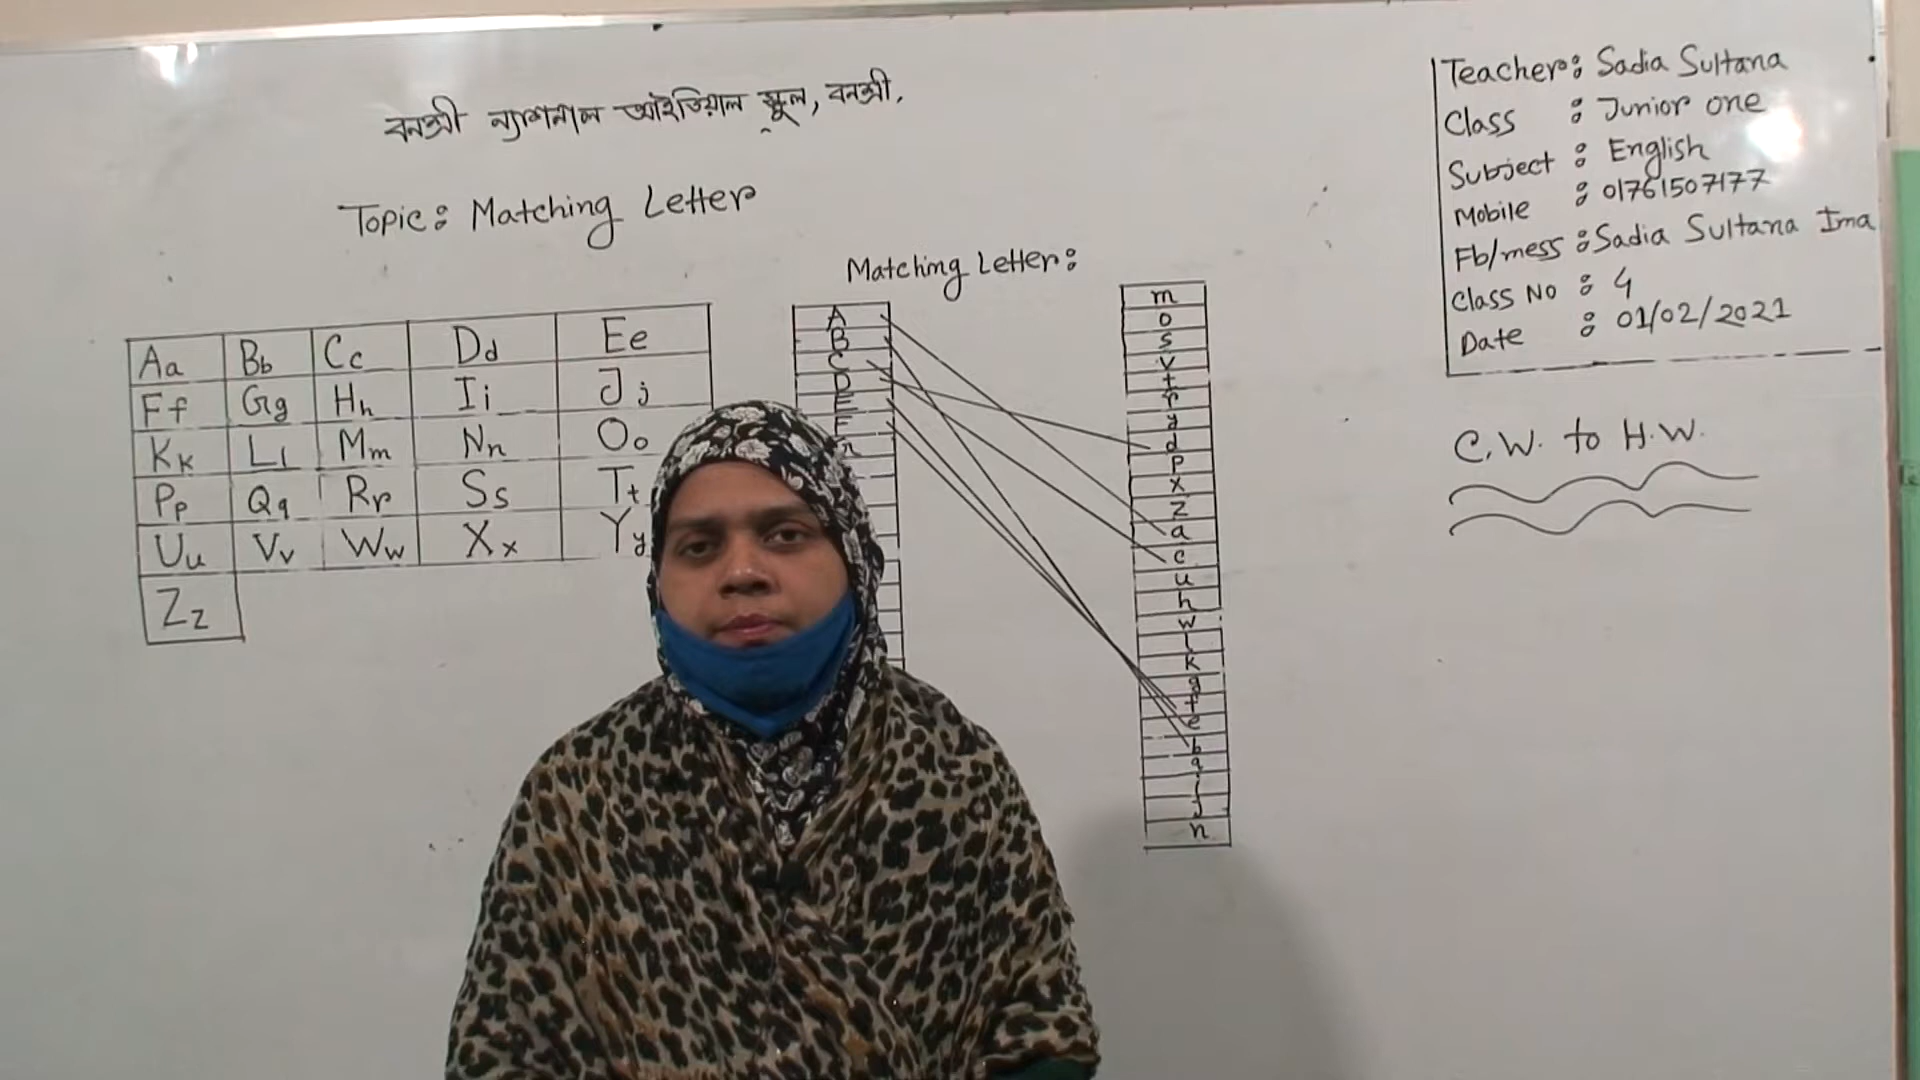 বনশ্রী ন্যাশনাল আইডিয়াল স্কুল, বনশ্রী.
Topic: Matching Letter
Aa Bb Cc Dd Ee
Ff Gg Hh Ii Jj
Kk Ll Mm Nn Oo
Pp Qq Rr Ss Tt
Uu Vv Ww Xx Yy
Zz
Matching Letter:
A
B
C
D
E
F
m
o
s
v
t
r
y
d
p
x
z
a
c
u
h
w
l
k
g
f
e
b
q
i
j
n
Teacher: Sadia Sultana
Class : Junior one
Subject : English
Mobile : 01761507177
Fb/mess : Sadia Sultana Ima
Class No : 4
Date : 01/02/2021
C.W. to H.W.